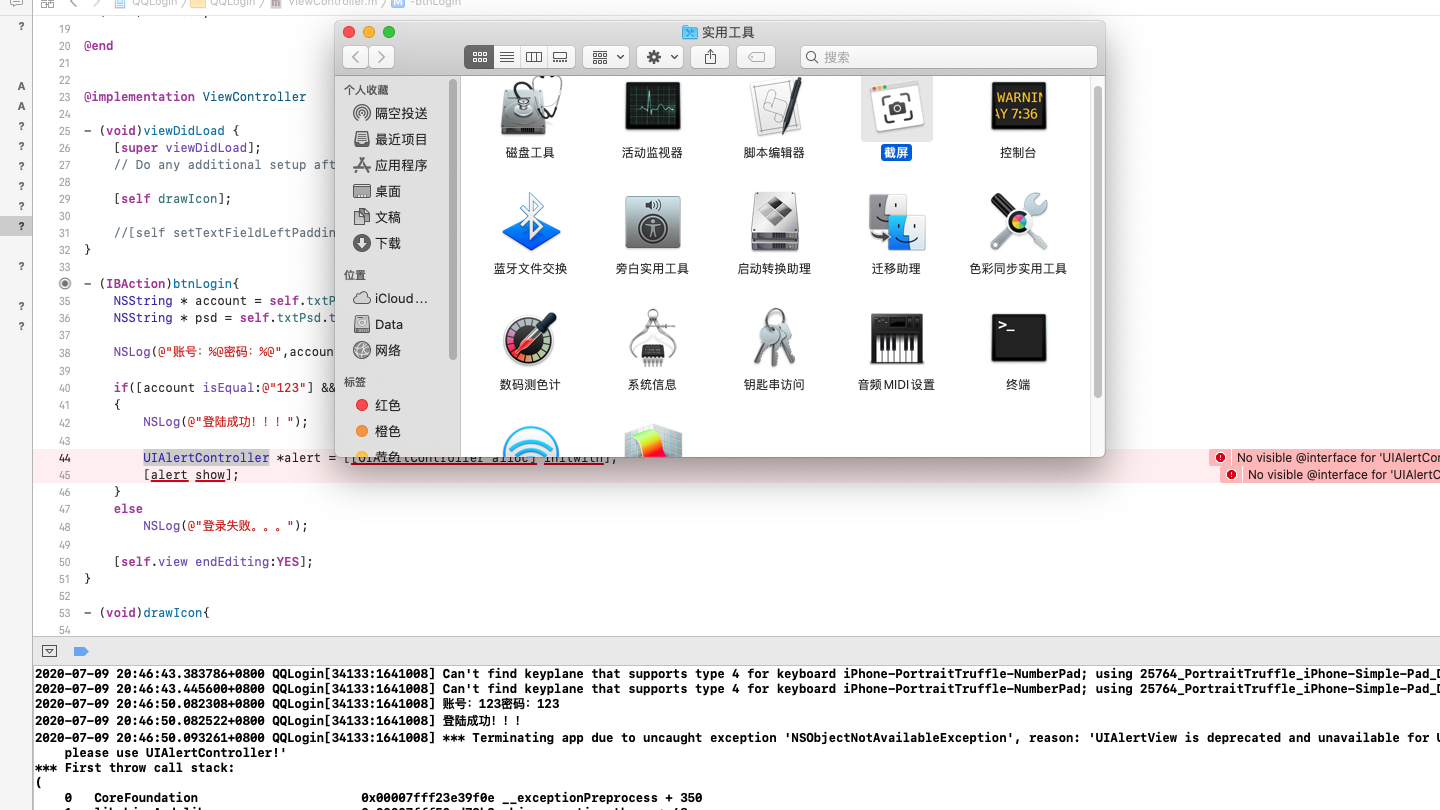 QQLogin QQLogin ViewController.m -btnLogin
实用工具
搜索
个人收藏
隔空投送
最近项目
应用程序
桌面
文稿
下载
位置
iCloud…
Data
网络
标签
红色
橙色
黄色
磁盘工具 活动监视器 脚本编辑器 截屏 控制台
WARNIN
AY 7:36
蓝牙文件交换 旁白实用工具 启动转换助理 迁移助理 色彩同步实用工具
数码测色计 系统信息 钥匙串访问 音频MIDI设置 终端
19
20 @end
21
22
23 @implementation ViewController
24
25 - (void)viewDidLoad {
26 [super viewDidLoad];
27 // Do any additional setup aft
28
29 [self drawIcon];
30
31 //[self setTextFieldLeftPaddin
32 }
33
- (IBAction)btnLogin{
35 NSString * account = self.txtP
36 NSString * psd = self.txtPsd.t
37
38 NSLog(@"账号：%@密码：%@",accoun
39
40 if([account isEqual:@"123"] &&
41 {
42 NSLog(@"登陆成功！！！");
43
44 UIAlertController *alert = [[UIAlertController alloc] initwith]; No visible @interface for 'UIAlertCon
45 [alert show]; No visible @interface for 'UIAlertC
46 }
47 else
48 NSLog(@"登录失败。。。");
49
50 [self.view endEditing:YES];
51 }
52
53 - (void)drawIcon{
54
2020-07-09 20:46:43.383786+0800 QQLogin[34133:1641008] Can't find keyplane that supports type 4 for keyboard iPhone-PortraitTruffle-NumberPad; using 25764_PortraitTruffle_iPhone-Simple-Pad_D
2020-07-09 20:46:43.445600+0800 QQLogin[34133:1641008] Can't find keyplane that supports type 4 for keyboard iPhone-PortraitTruffle-NumberPad; using 25764_PortraitTruffle_iPhone-Simple-Pad_D
2020-07-09 20:46:50.082308+0800 QQLogin[34133:1641008] 账号：123密码：123
2020-07-09 20:46:50.082522+0800 QQLogin[34133:1641008] 登陆成功！！！
2020-07-09 20:46:50.093261+0800 QQLogin[34133:1641008] *** Terminating app due to uncaught exception 'NSObjectNotAvailableException', reason: 'UIAlertView is deprecated and unavailable for U
please use UIAlertController!'
*** First throw call stack:
(
0 CoreFoundation 0x00007fff23e39f0e __exceptionPreprocess + 350